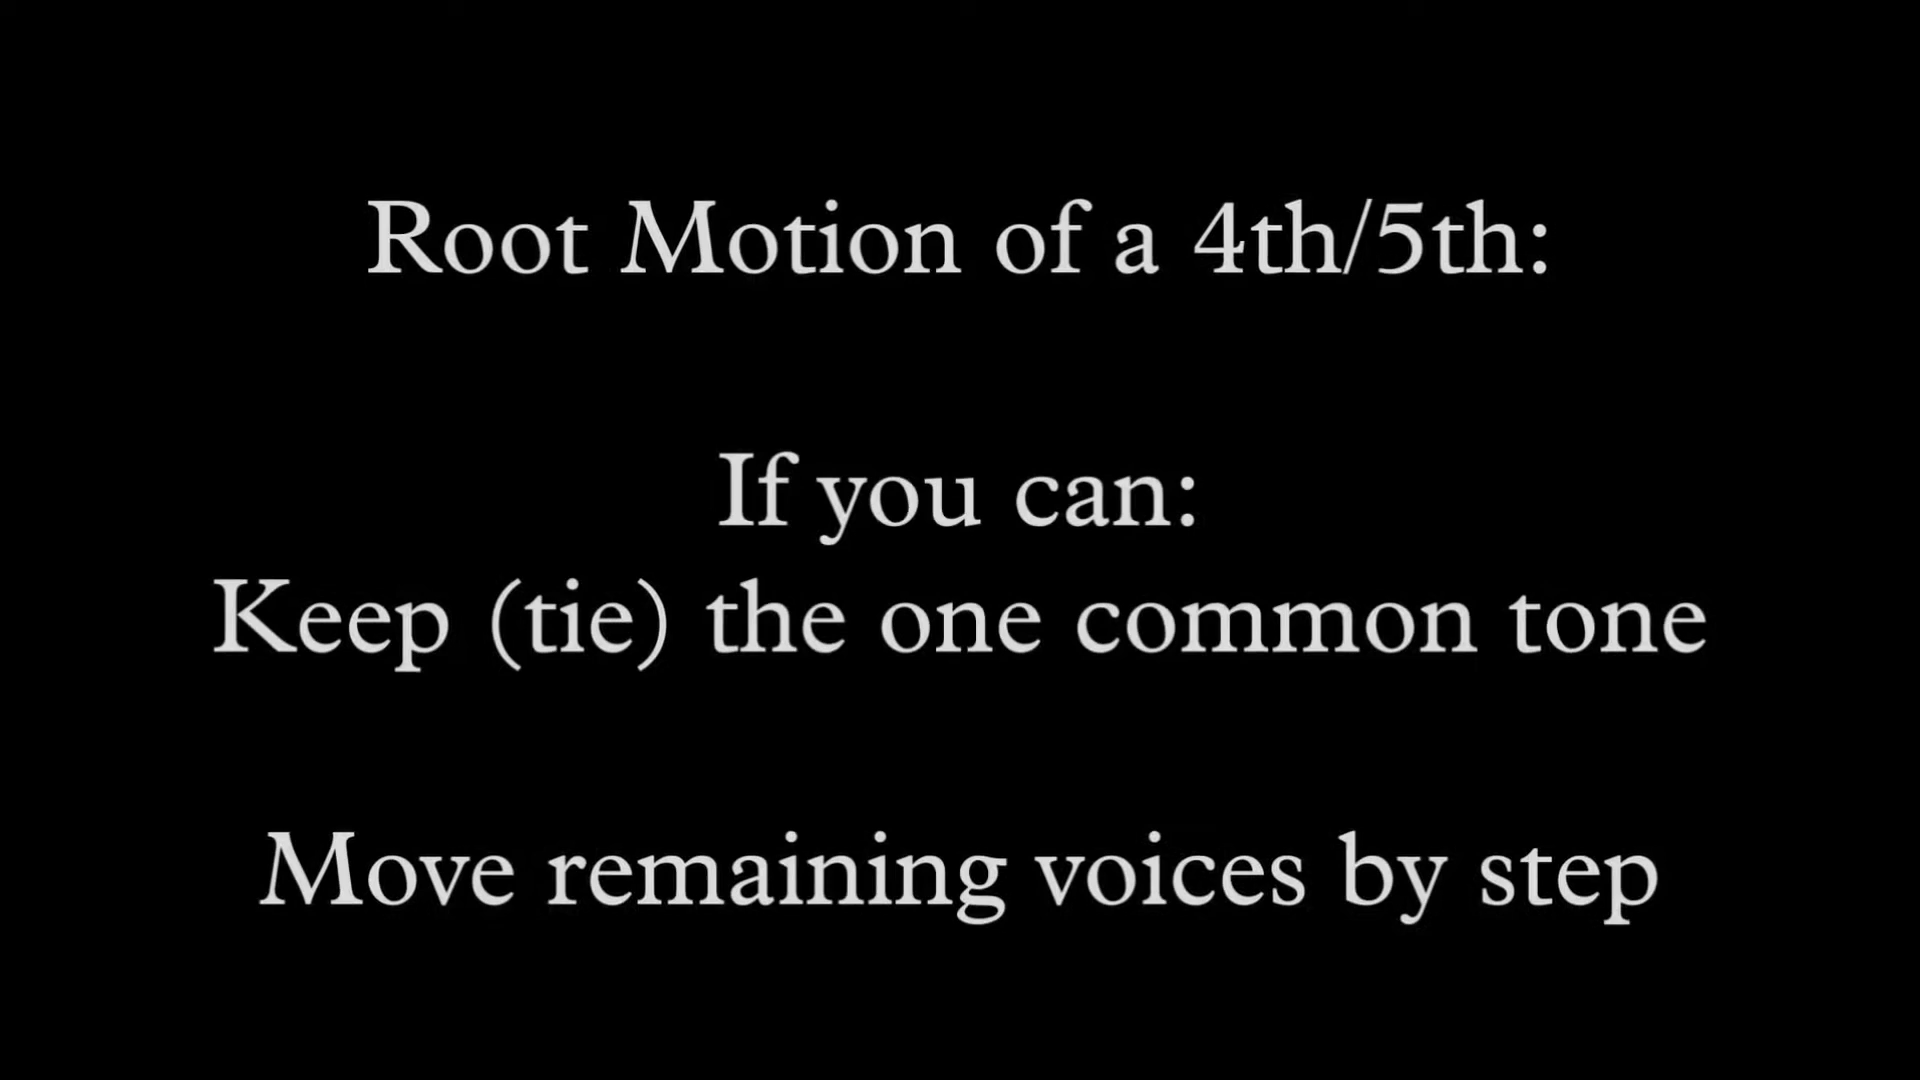 Root Motion of a 4th/5th:
If you can:
Keep (tie) the one common tone
Move remaining voices by step